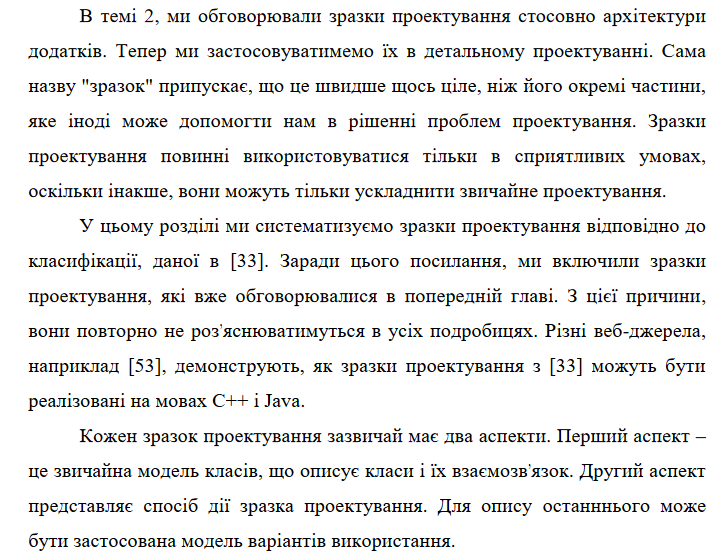 В темі 2, ми обговорювали зразки проектування стосовно архітектури
додатків. Тепер ми застосовуватимемо їх в детальному проектуванні. Сама
назву "зразок" припускає, що це швидше щось ціле, ніж його окремі частини,
яке іноді може допомогти нам в рішенні проблем проектування. Зразки
проектування повинні використовуватися тільки в сприятливих умовах,
оскільки інакше, вони можуть тільки ускладнити звичайне проектування.
У цьому розділі ми систематизуємо зразки проектування відповідно до
класифікації, даної в [33]. Заради цього посилання, ми включили зразки
проектування, які вже обговорювалися в попередній главі. З цієї причини,
вони повторно не роз'яснюватимуться в усіх подробицях. Різні веб-джерела,
наприклад [53], демонструють, як зразки проектування з [33] можуть бути
реалізовані на мовах C++ і Java.
Кожен зразок проектування зазвичай має два аспекти. Перший аспект –
це звичайна модель класів, що описує класи і їх взаємозв'язок. Другий аспект
представляє спосіб дії зразка проектування. Для опису останннього може
бути застосована модель варіантів використання.